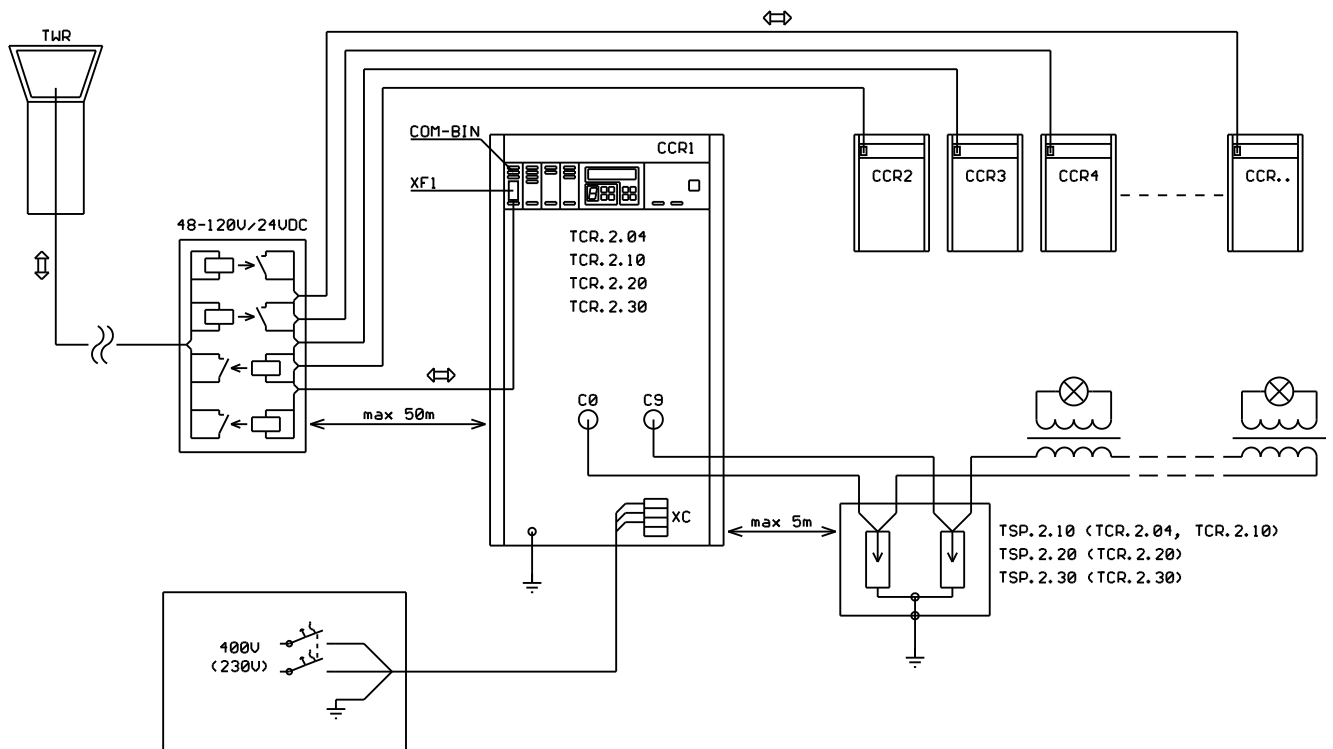 TWR
COM-BIN
CCR1
XF1
CCR2
CCR3
CCR4
CCR..
48-120V/24VDC
TCR.2.04
TCR.2.10
TCR.2.20
TCR.2.30
max 50m
C0
C9
XC
max 5m
TSP.2.10 (TCR.2.04, TCR.2.10)
TSP.2.20 (TCR.2.20)
TSP.2.30 (TCR.2.30)
400V
(230V)